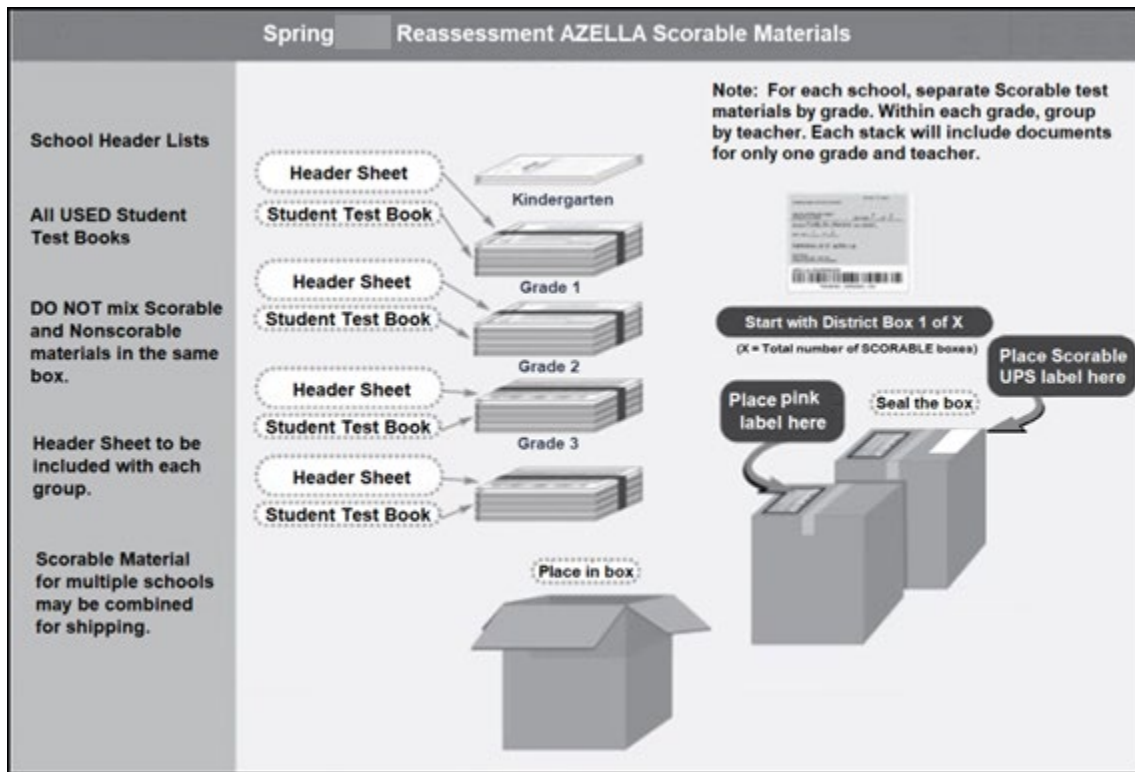 Spring Reassessment AZELLA Scorable Materials
School Header Lists
All USED Student
Test Books
DO NOT mix Scorable
and Nonscorable
materials in the same
box.
Header Sheet to be
included with each
group.
Scorable Material
for multiple schools
may be combined
for shipping.
Header Sheet
Student Test Book
Kindergarten
Header Sheet
Student Test Book
Grade 1
Header Sheet
Student Test Book
Grade 2
Header Sheet
Student Test Book
Grade 3
Place in box
Note: For each school, separate Scorable test
materials by grade. Within each grade, group
by teacher. Each stack will include documents
for only one grade and teacher.
Start with District Box 1 of X
(X = Total number of SCORABLE boxes)
Place Scorable
UPS label here
Place pink
label here
Seal the box